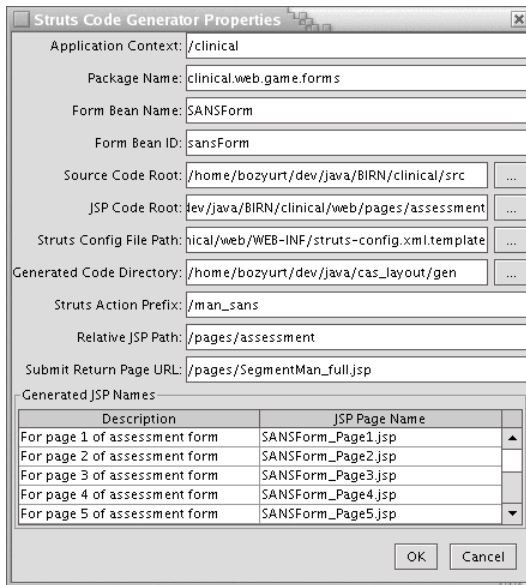 Struts Code Generator Properties
Application Context: /clinical
Package Name: clinical.web.game.forms
Form Bean Name: SANSForm
Form Bean ID: sansForm
Source Code Root: /home/bozyurt/dev/java/BIRN/clinical/src ...
JSP Code Root: dev/java/BIRN/clinical/web/pages/assessment ...
Struts Config File Path: nical/web/WEB-INF/struts-config.xml.template ...
Generated Code Directory: /home/bozyurt/dev/java/cas_layout/gen ...
Struts Action Prefix: /man_sans
Relative JSP Path: /pages/assessment
Submit Return Page URL: /pages/SegmentMan_full.jsp
Generated JSP Names
Description JSP Page Name
For page 1 of assessment form SANSForm_Page1.jsp
For page 2 of assessment form SANSForm_Page2.jsp
For page 3 of assessment form SANSForm_Page3.jsp
For page 4 of assessment form SANSForm_Page4.jsp
For page 5 of assessment form SANSForm_Page5.jsp
OK Cancel